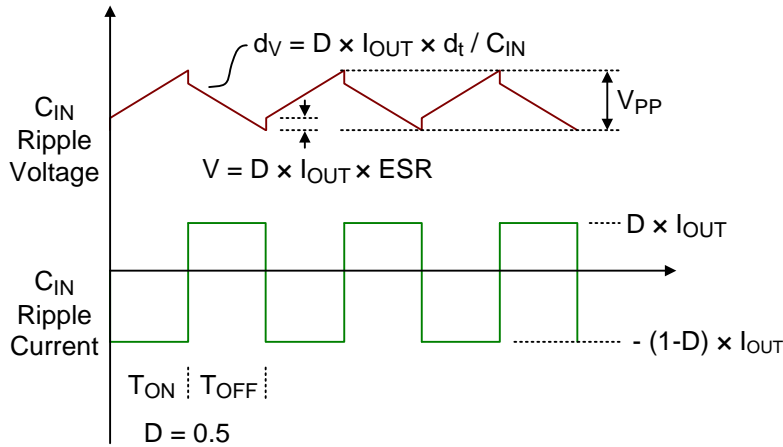 dV = D × IOUT × dt / CIN
CIN
Ripple
Voltage
VPP
V = D × IOUT × ESR
D × IOUT
CIN
Ripple
Current
- (1-D) × IOUT
TON TOFF
D = 0.5